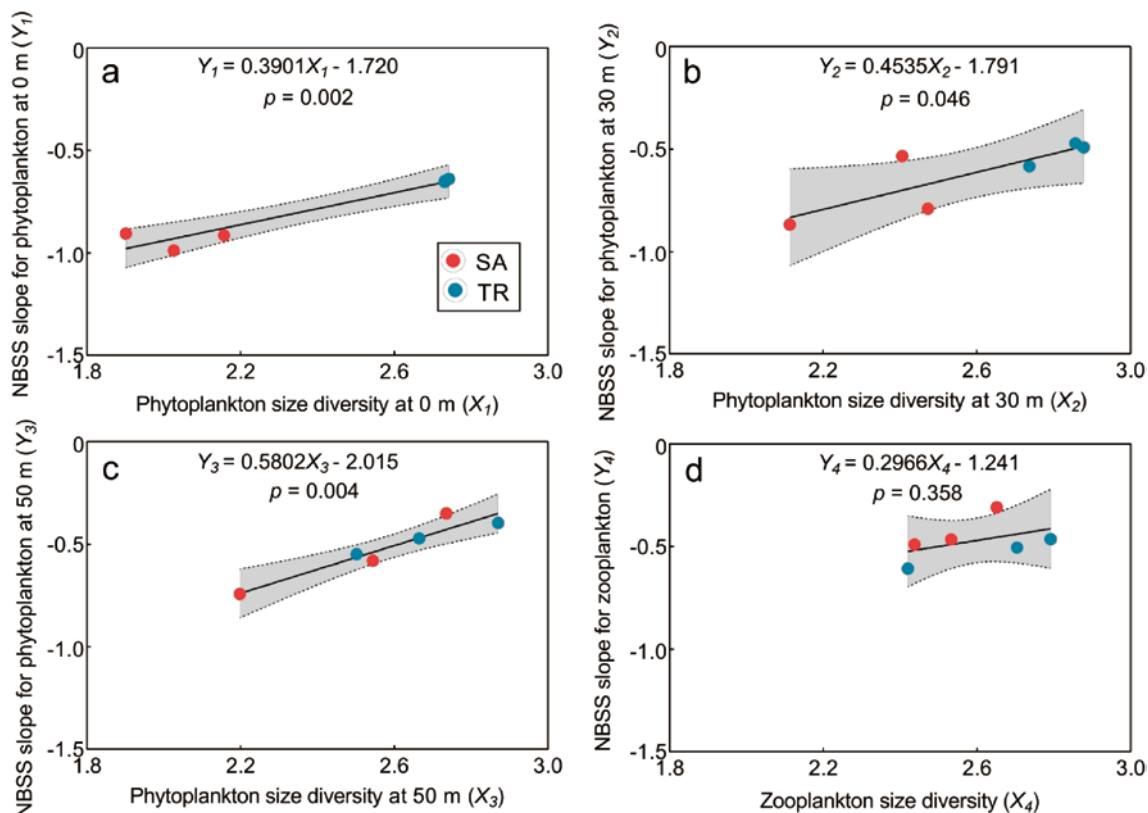 a
Y1 = 0.3901X1 - 1.720
p = 0.002
NBSS slope for phytoplankton at 0 m (Y1)
0
-0.5
-1.0
-1.5
SA
TR
1.8
2.2
2.6
3.0
Phytoplankton size diversity at 0 m (X1)
b
Y2 = 0.4535X2 - 1.791
p = 0.046
NBSS slope for phytoplankton at 30 m (Y2)
0
-0.5
-1.0
-1.5
1.8
2.2
2.6
3.0
Phytoplankton size diversity at 30 m (X2)
c
Y3 = 0.5802X3 - 2.015
p = 0.004
NBSS slope for phytoplankton at 50 m (Y3)
0
-0.5
-1.0
-1.5
1.8
2.2
2.6
3.0
Phytoplankton size diversity at 50 m (X3)
d
Y4 = 0.2966X4 - 1.241
p = 0.358
NBSS slope for zooplankton (Y4)
0
-0.5
-1.0
-1.5
1.8
2.2
2.6
3.0
Zooplankton size diversity (X4)